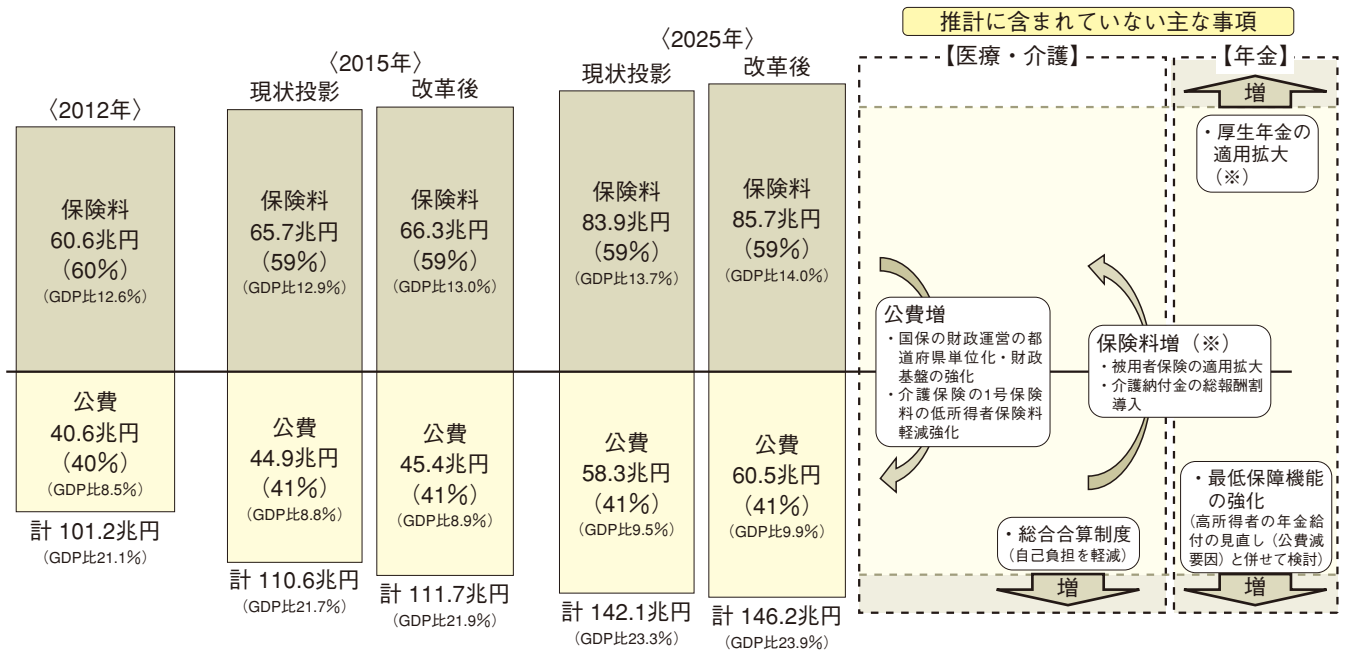 〈2012年〉
保険料
60.6兆円
(60%)
(GDP比12.6%)
公費
40.6兆円
(40%)
(GDP比8.5%)
計 101.2兆円
(GDP比21.1%)
〈2015年〉
現状投影
保険料
65.7兆円
(59%)
(GDP比12.9%)
公費
44.9兆円
(41%)
(GDP比8.8%)
計 110.6兆円
(GDP比21.7%)
改革後
保険料
66.3兆円
(59%)
(GDP比13.0%)
公費
45.4兆円
(41%)
(GDP比8.9%)
計 111.7兆円
(GDP比21.9%)
〈2025年〉
現状投影
保険料
83.9兆円
(59%)
(GDP比13.7%)
公費
58.3兆円
(41%)
(GDP比9.5%)
計 142.1兆円
(GDP比23.3%)
改革後
保険料
85.7兆円
(59%)
(GDP比14.0%)
公費
60.5兆円
(41%)
(GDP比9.9%)
計 146.2兆円
(GDP比23.9%)
推計に含まれていない主な事項
【医療・介護】
公費増
・国保の財政運営の都
道府県単位化・財政
基盤の強化
・介護保険の1号保険
料の低所得者保険料
軽減強化
保険料増（※）
・被用者保険の適用拡大
・介護納付金の総報酬割
導入
・総合合算制度
(自己負担を軽減)
増
【年金】
増
・厚生年金の
適用拡大
（※）
・最低保障機能
の強化
(高所得者の年金給
付の見直し（公費減
要因）と併せて検討)
増